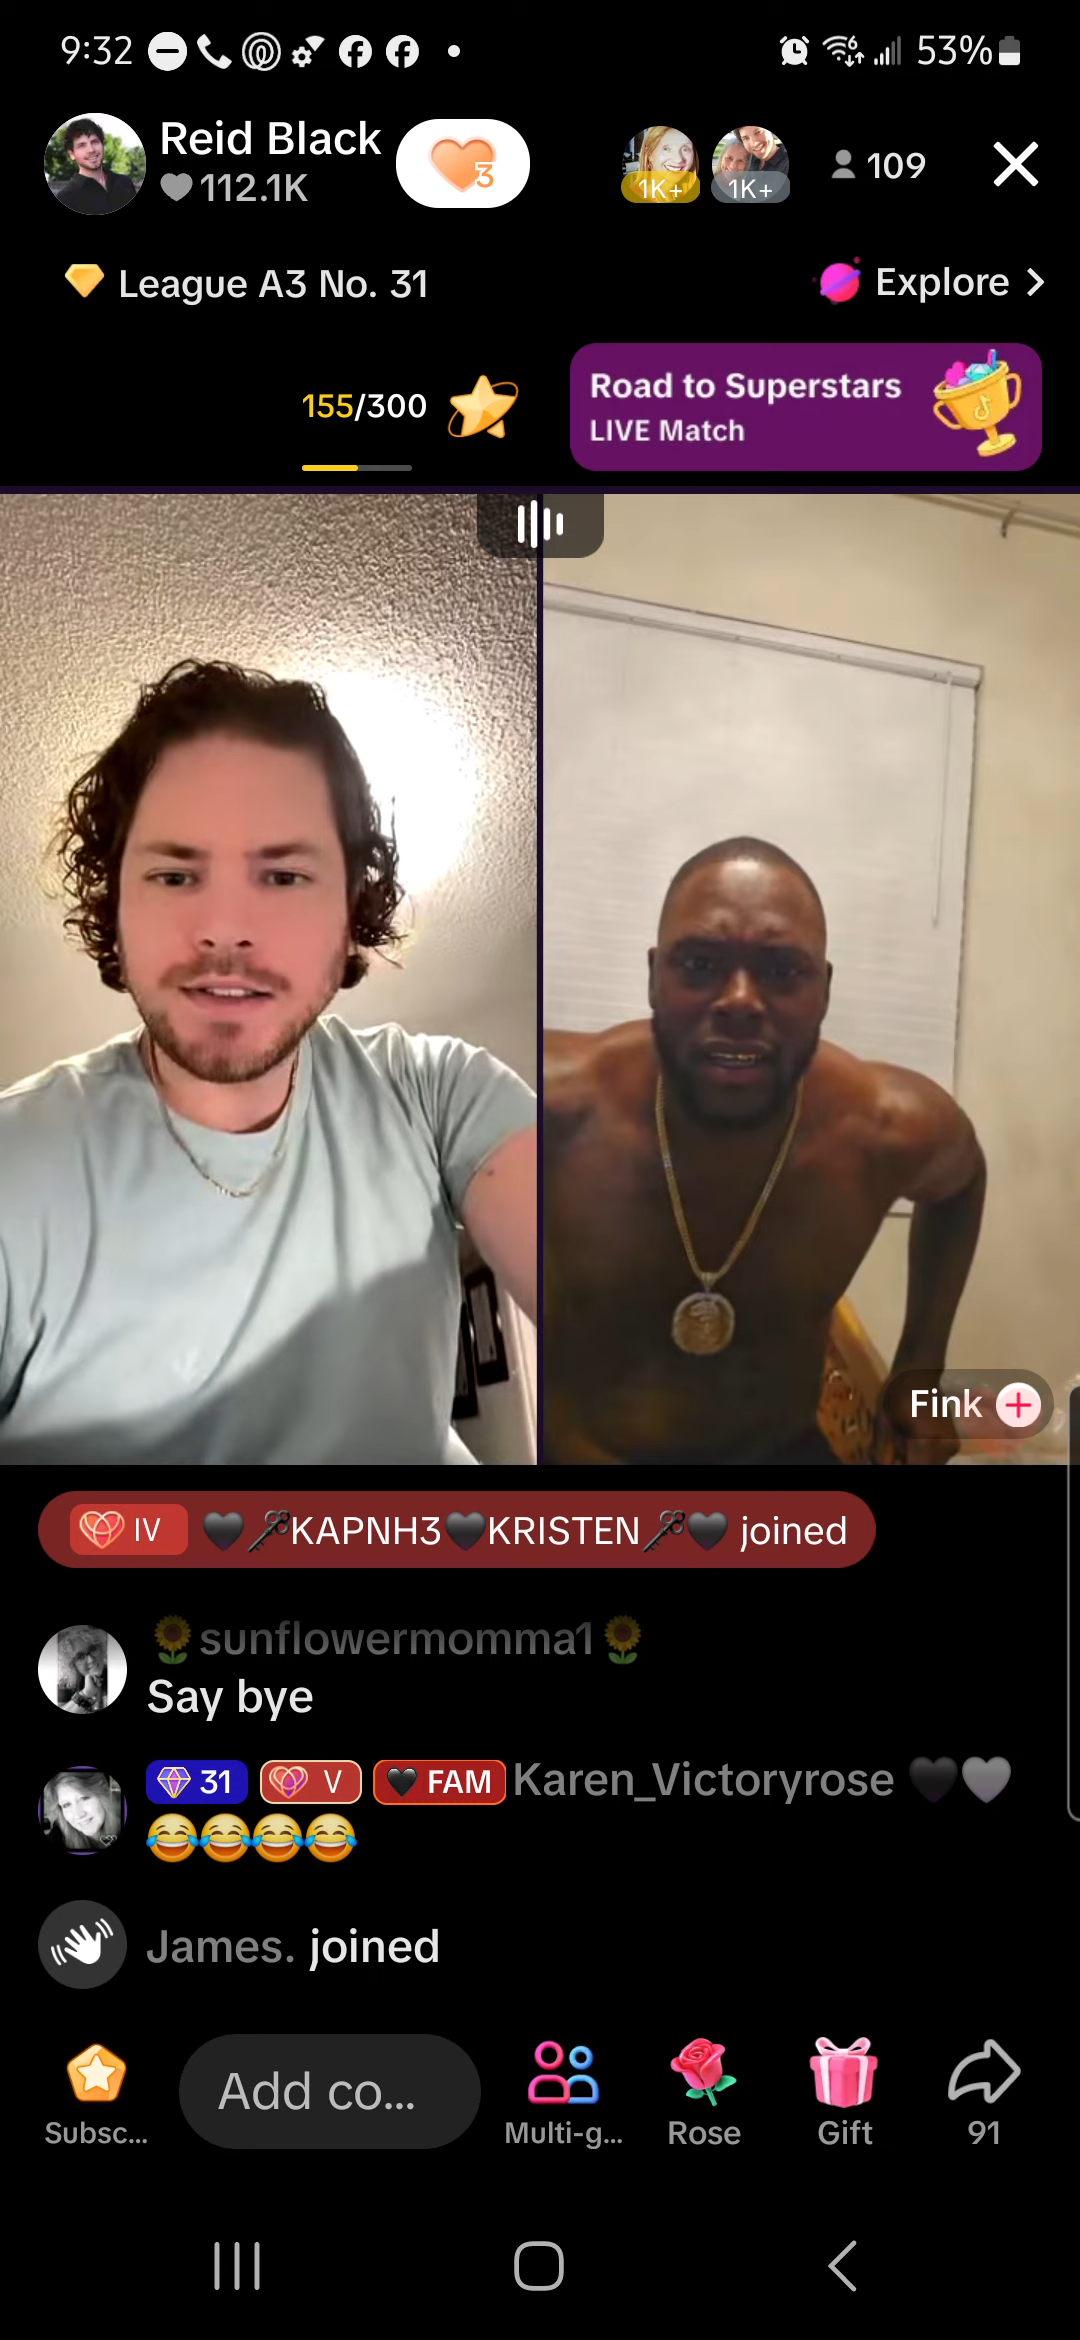 9:32
53%
Reid Black
112.1K
3
1K+
1K+
109
League A3 No. 31
Explore
155/300
Road to Superstars
LIVE Match
Fink
IV 🖤🗝KAPNH3🖤KRISTEN🗝🖤 joined
🌻sunflowermomma1🌻
Say bye
31 V 🖤 FAM Karen_Victoryrose 🖤🤍
😂😂😂😂
James. joined
Add co...
Subsc...
Multi-g...
Rose
Gift
91